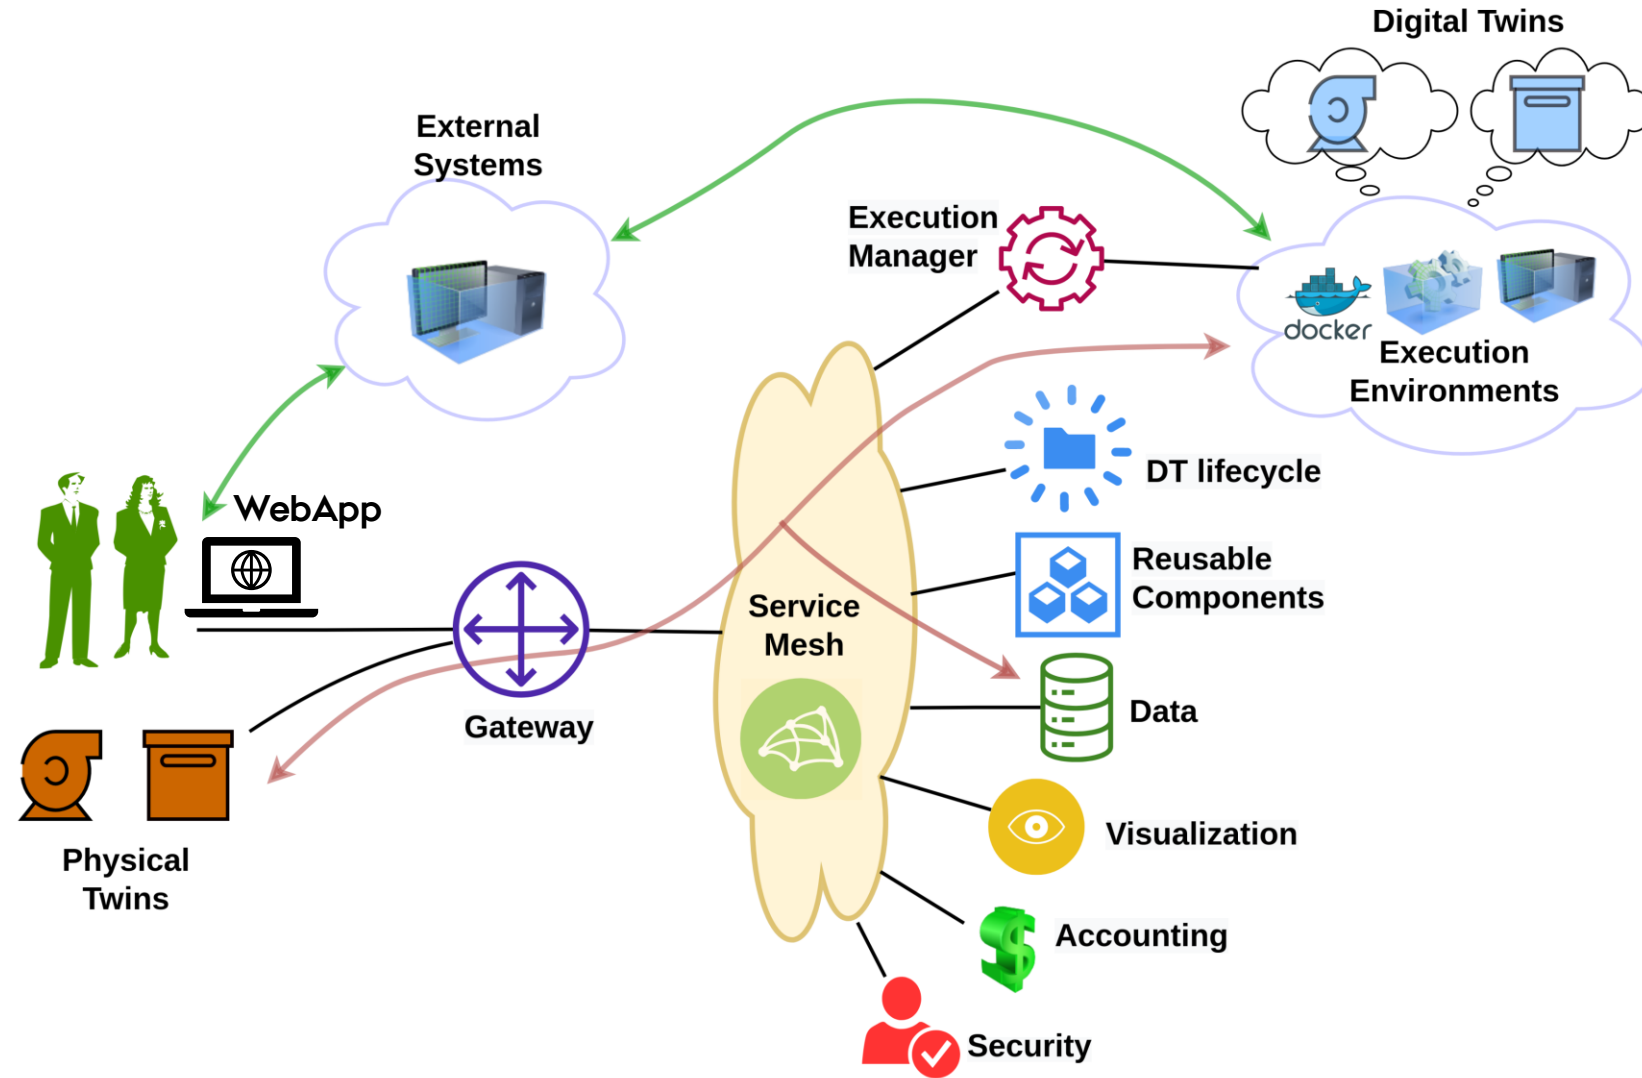 Digital Twins
External
Systems
Execution
Manager
docker
Execution
Environments
DT lifecycle
WebApp
Reusable
Components
Service
Mesh
Gateway
Data
Visualization
Physical
Twins
Accounting
Security